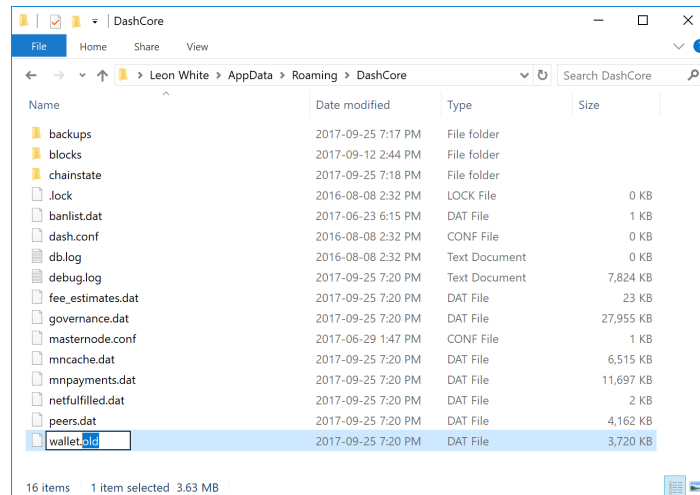 DashCore
File Home Share View
Leon White AppData Roaming DashCore Search DashCore
Name Date modified Type Size
backups 2017-09-25 7:17 PM File folder
blocks 2017-09-12 2:44 PM File folder
chainstate 2017-09-25 7:18 PM File folder
.lock 2016-08-08 2:32 PM LOCK File 0 KB
banlist.dat 2017-06-23 6:15 PM DAT File 1 KB
dash.conf 2016-08-08 2:32 PM CONF File 0 KB
db.log 2016-08-08 2:32 PM Text Document 0 KB
debug.log 2017-09-25 7:20 PM Text Document 7,824 KB
fee_estimates.dat 2017-09-25 7:20 PM DAT File 23 KB
governance.dat 2017-09-25 7:20 PM DAT File 27,955 KB
masternode.conf 2017-06-29 1:47 PM CONF File 1 KB
mncache.dat 2017-09-25 7:20 PM DAT File 6,515 KB
mnpayments.dat 2017-09-25 7:20 PM DAT File 11,697 KB
netfulfilled.dat 2017-09-25 7:20 PM DAT File 2 KB
peers.dat 2017-09-25 7:20 PM DAT File 4,162 KB
wallet.old 2017-09-25 7:20 PM DAT File 3,720 KB
16 items 1 item selected 3.63 MB